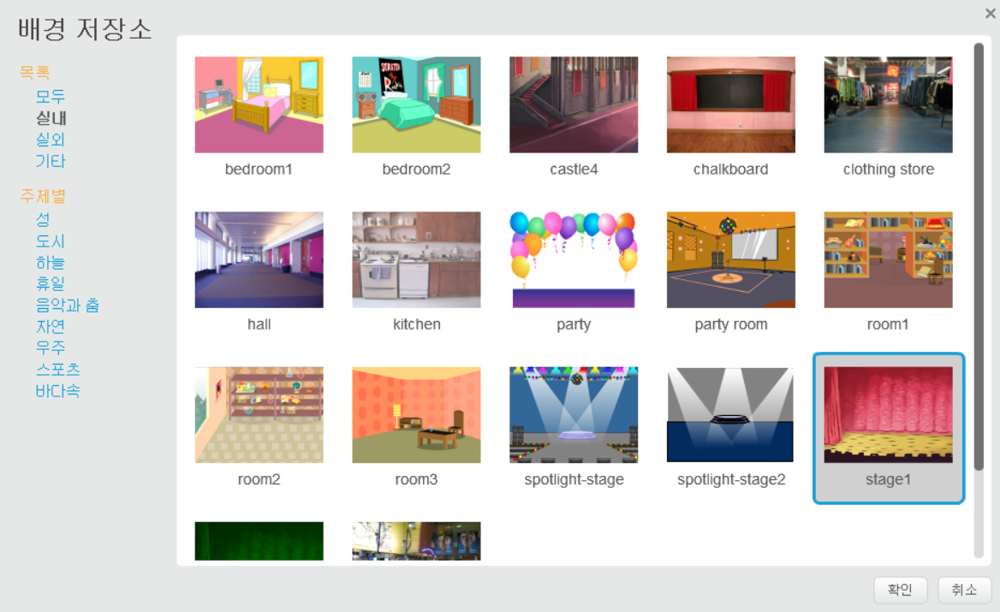 배경 저장소
목록
모두
실내
실외
기타
주제별
성
도시
하늘
휴일
음악과 춤
자연
우주
스포츠
바다속
bedroom1
bedroom2
castle4
chalkboard
clothing store
hall
kitchen
party
party room
room1
room2
room3
spotlight-stage
spotlight-stage2
stage1
확인
취소